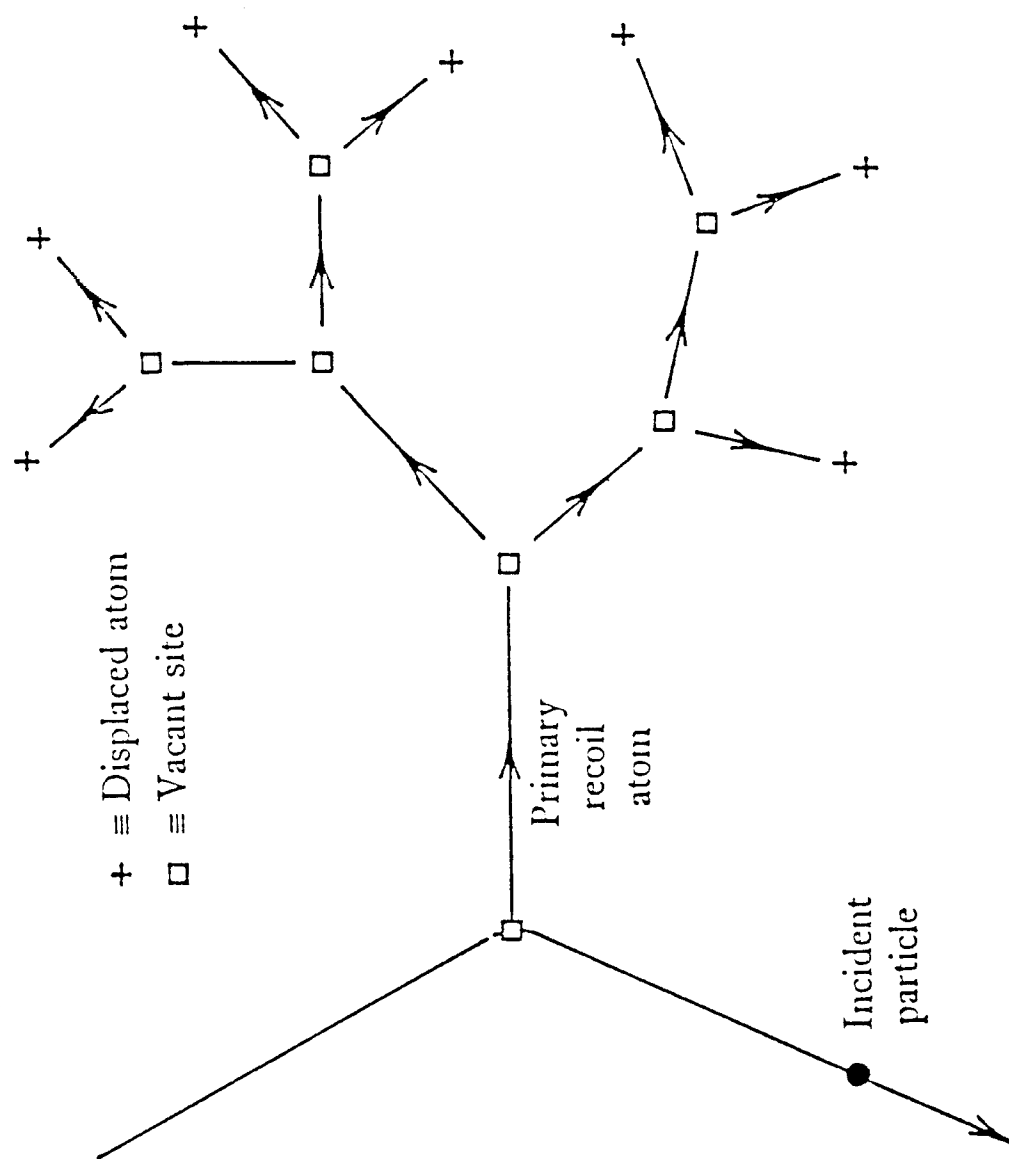 + ≡ Displaced atom
□ ≡ Vacant site
Primary
recoil
atom
Incident
particle